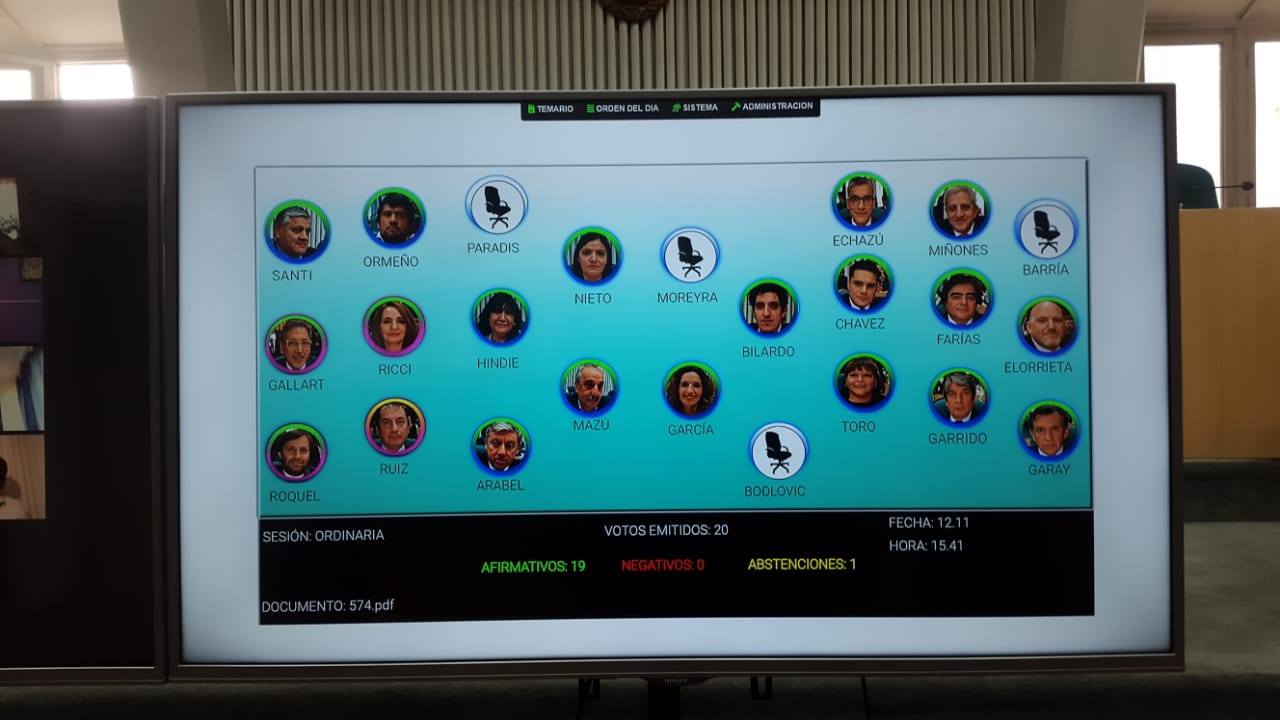 TEMARIO ORDEN DEL DIA SISTEMA ADMINISTRACION
SANTI
ORMEÑO
PARADIS
NIETO
MOREYRA
ECHAZÚ
MIÑONES
BARRÍA
GALLART
RICCI
HINDIE
BILARDO
CHAVEZ
FARÍAS
ELORRIETA
ROQUEL
RUIZ
ARABEL
MAZÚ
GARCÍA
BODLOVIC
TORO
GARRIDO
GARAY
SESIÓN: ORDINARIA
VOTOS EMITIDOS: 20
FECHA: 12.11
HORA: 15.41
AFIRMATIVOS: 19 NEGATIVOS: 0 ABSTENCIONES: 1
DOCUMENTO: 574.pdf